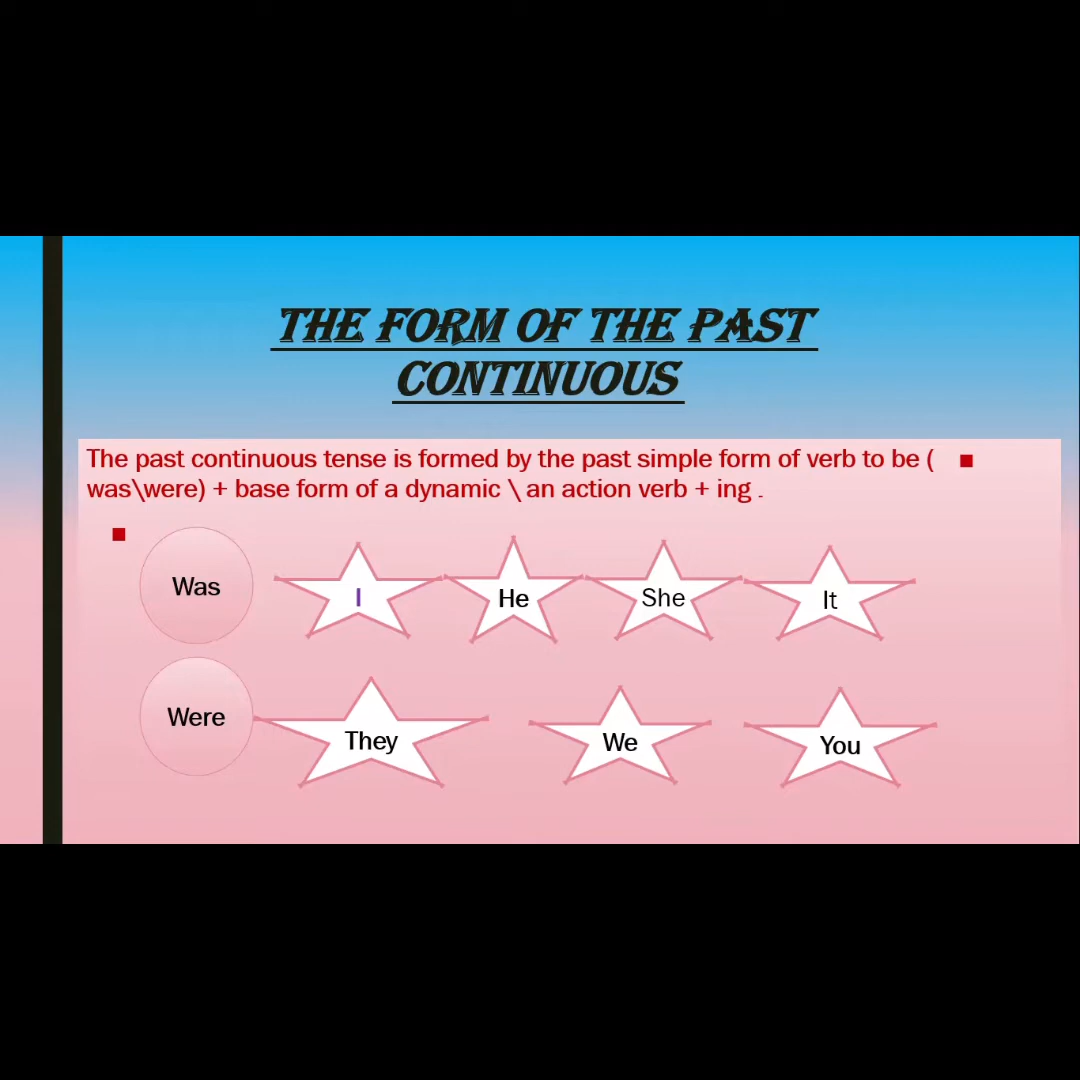 THE FORM OF THE PAST
CONTINUOUS
The past continuous tense is formed by the past simple form of verb to be (
was\were) + base form of a dynamic \ an action verb + ing .
Was I He She It
Were They We You